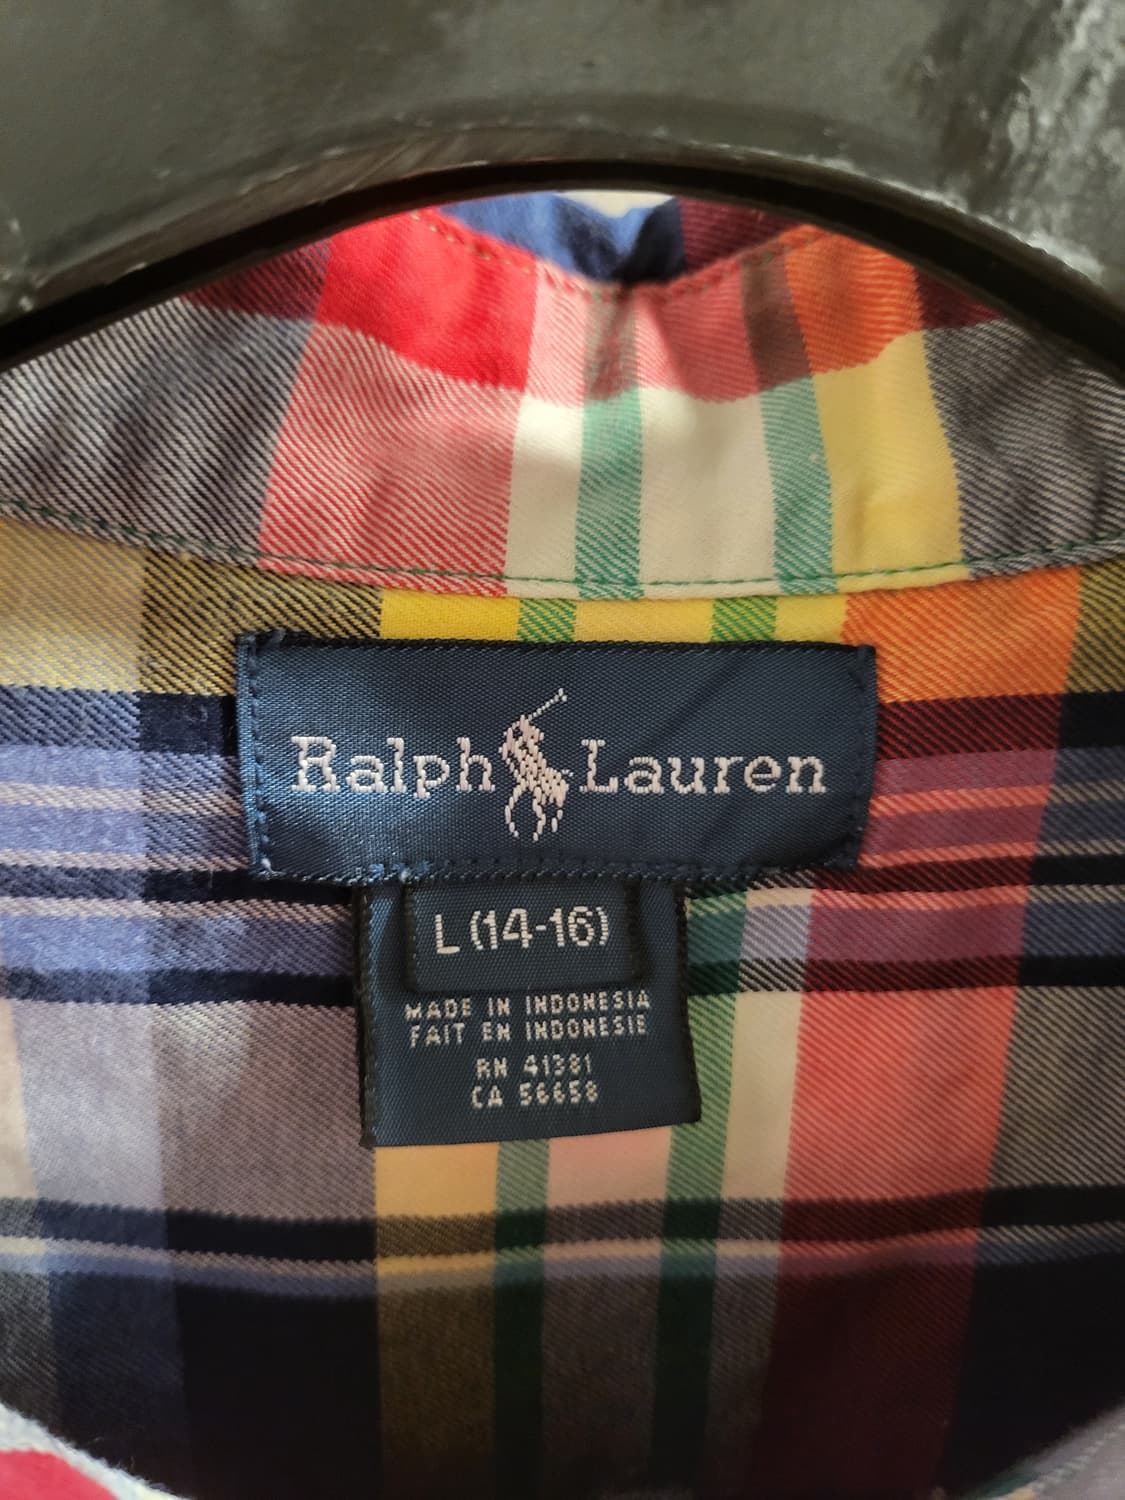 Ralph Lauren
L (14-16)
MADE IN INDONESIA
FAIT EN INDONESIE
RN 41381
CA 56658